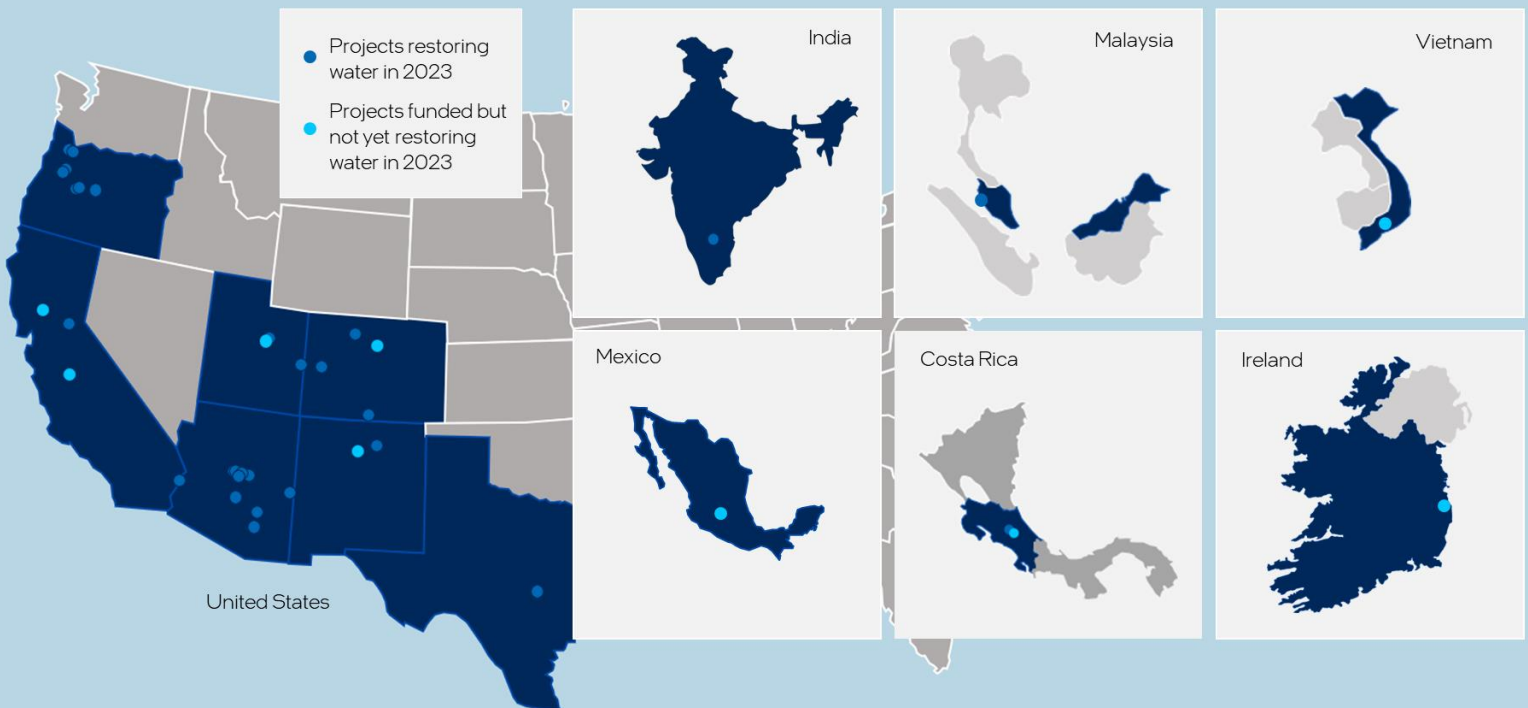 Projects restoring
water in 2023
Projects funded but
not yet restoring
water in 2023
India
Malaysia
Vietnam
Mexico
Costa Rica
Ireland
United States